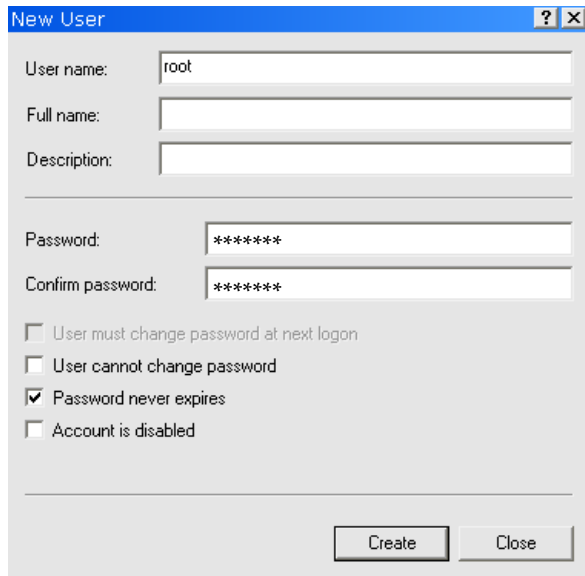 New User
User name: root
Full name:
Description:
Password: *******
Confirm password: *******
User must change password at next logon
User cannot change password
Password never expires
Account is disabled
Create Close